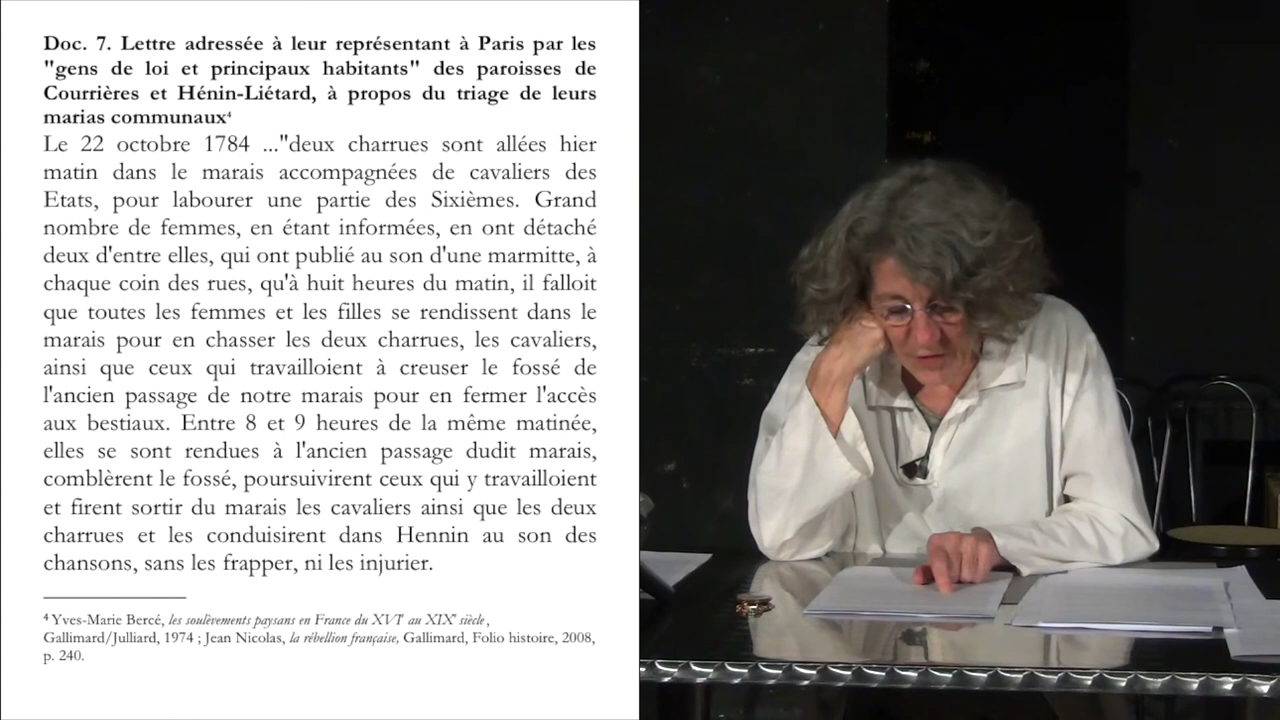 Doc. 7. Lettre adressée à leur représentant à Paris par les
"gens de loi et principaux habitants" des paroisses de
Courrières et Hénin-Liétard, à propos du triage de leurs
marias communaux⁴
Le 22 octobre 1784 ..."deux charrues sont allées hier
matin dans le marais accompagnées de cavaliers des
Etats, pour labourer une partie des Sixièmes. Grand
nombre de femmes, en étant informées, en ont détaché
deux d'entre elles, qui ont publié au son d'une marmitte, à
chaque coin des rues, qu'à huit heures du matin, il falloit
que toutes les femmes et les filles se rendissent dans le
marais pour en chasser les deux charrues, les cavaliers,
ainsi que ceux qui travailloient à creuser le fossé de
l'ancien passage de notre marais pour en fermer l'accès
aux bestiaux. Entre 8 et 9 heures de la même matinée,
elles se sont rendues à l'ancien passage dudit marais,
comblèrent le fossé, poursuivirent ceux qui y travailloient
et firent sortir du marais les cavaliers ainsi que les deux
charrues et les conduisirent dans Hennin au son des
chansons, sans les frapper, ni les injurier.
⁴ Yves-Marie Bercé, les soulèvements paysans en France du XVIᵉ au XIXᵉ siècle,
Gallimard/Julliard, 1974 ; Jean Nicolas, la rébellion française, Gallimard, Folio histoire, 2008,
p. 240.